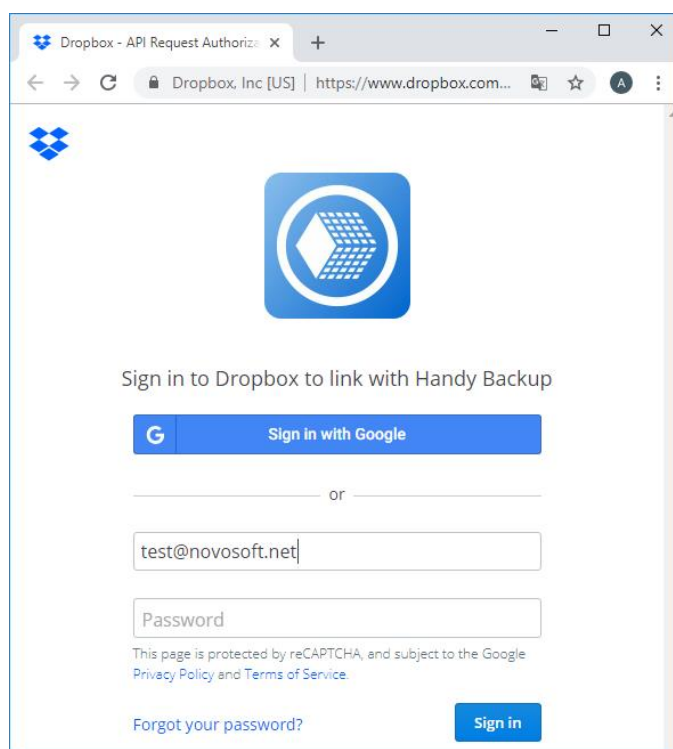 Dropbox - API Request Authoriza
Dropbox, Inc [US] | https://www.dropbox.com...
A
Sign in to Dropbox to link with Handy Backup
G Sign in with Google
or
test@novosoft.net
Password
This page is protected by reCAPTCHA, and subject to the Google
Privacy Policy and Terms of Service.
Forgot your password?
Sign in